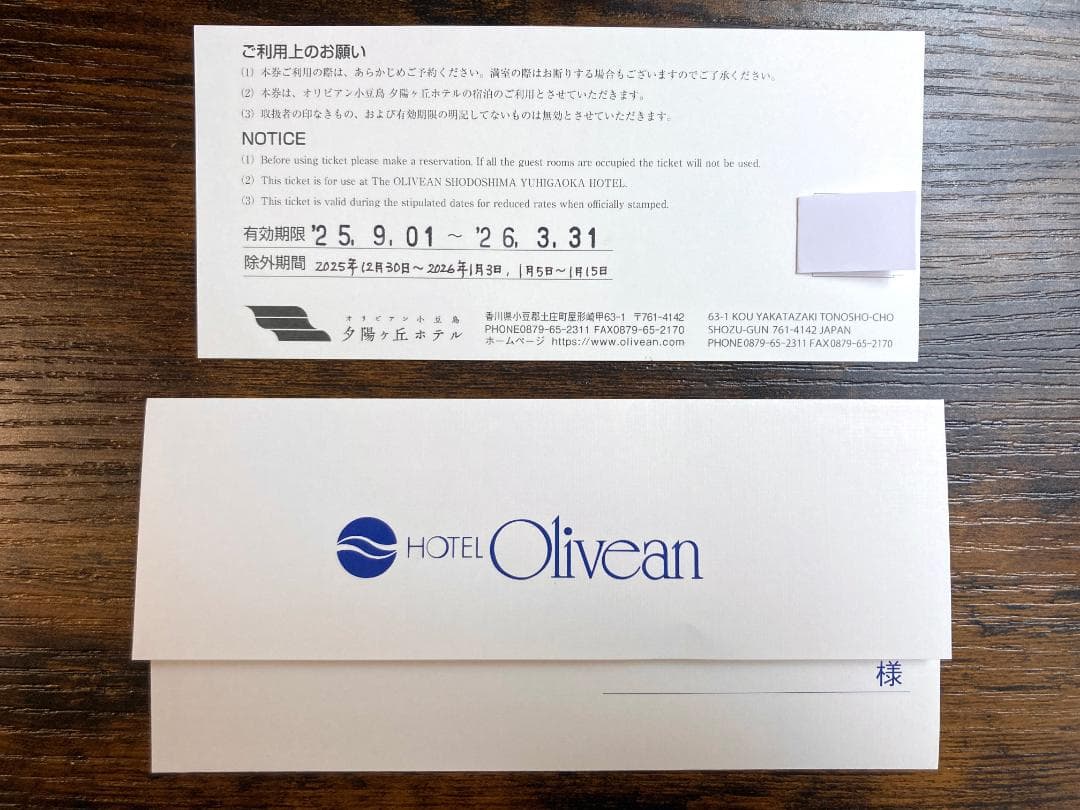 ご利用上のお願い
(1) 本券ご利用の際は、あらかじめご予約ください。満室の際はお断りする場合もございますのでご了承ください。
(2) 本券は、オリビアン小豆島 夕陽ヶ丘ホテルの宿泊のご利用とさせていただきます。
(3) 取扱者の印なきもの、および有効期限の明記してないものは無効とさせていただきます。
NOTICE
(1) Before using ticket please make a reservation. If all the guest rooms are occupied the ticket will not be used.
(2) This ticket is for use at The OLIVEAN SHODOSHIMA YUHIGAOKA HOTEL.
(3) This ticket is valid during the stipulated dates for reduced rates when officially stamped.
有効期限 '25. 9. 01 ～ '26. 3. 31
除外期間 2025年12月30日～2026年1月3日, 1月5日～1月15日
オリビアン小豆島
夕陽ヶ丘ホテル
香川県小豆郡土庄町屋形崎甲63-1 〒761-4142
PHONE0879-65-2311 FAX0879-65-2170
ホームページ https://www.olivean.com
63-1 KOU YAKATAZAKI TONOSHO-CHO
SHOZU-GUN 761-4142 JAPAN
PHONE0879-65-2311 FAX0879-65-2170
HOTEL Olivean
様